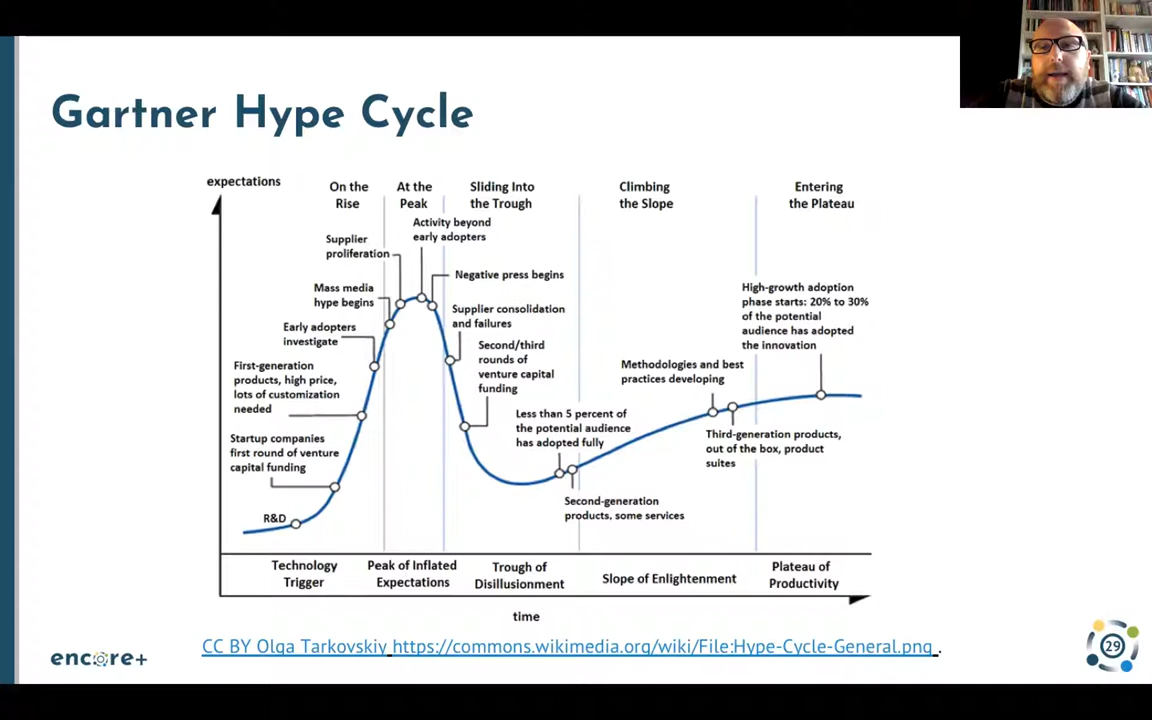 Gartner Hype Cycle
expectations
On the
Rise
At the
Peak
Sliding Into
the Trough
Climbing
the Slope
Entering
the Plateau
Activity beyond
early adopters
Supplier
proliferation
Negative press begins
Mass media
hype begins
Supplier consolidation
and failures
Early adopters
investigate
Second/third
rounds of
venture capital
funding
First-generation
products, high price,
lots of customization
needed
Startup companies
first round of venture
capital funding
R&D
Less than 5 percent of
the potential audience
has adopted fully
Second-generation
products, some services
Methodologies and best
practices developing
Third-generation products,
out of the box, product
suites
High-growth adoption
phase starts: 20% to 30%
of the potential
audience has adopted
the innovation
Technology
Trigger
Peak of Inflated
Expectations
Trough of
Disillusionment
Slope of Enlightenment
Plateau of
Productivity
time
CC BY Olga Tarkovskiy https://commons.wikimedia.org/wiki/File:Hype-Cycle-General.png .
encore+
29